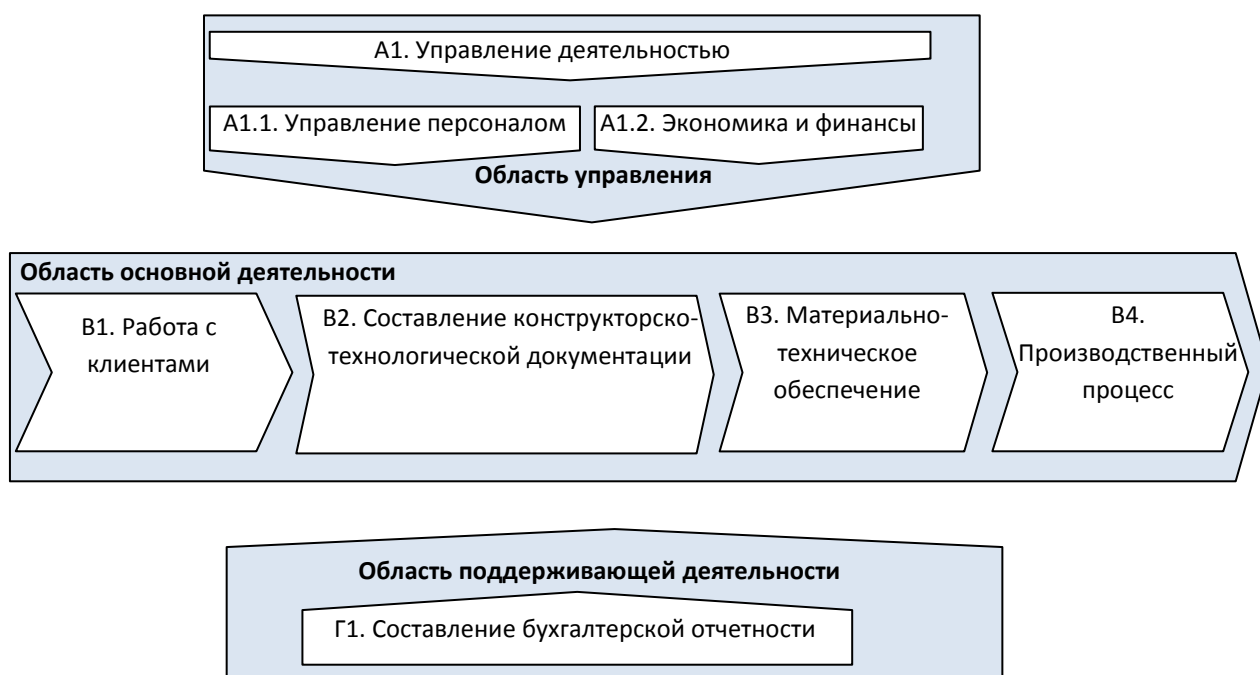 А1. Управление деятельностью
А1.1. Управление персоналом
А1.2. Экономика и финансы
Область управления
Область основной деятельности
В1. Работа с
клиентами
В2. Составление конструкторско-
технологической документации
В3. Материально-
техническое
обеспечение
В4.
Производственный
процесс
Область поддерживающей деятельности
Г1. Составление бухгалтерской отчетности